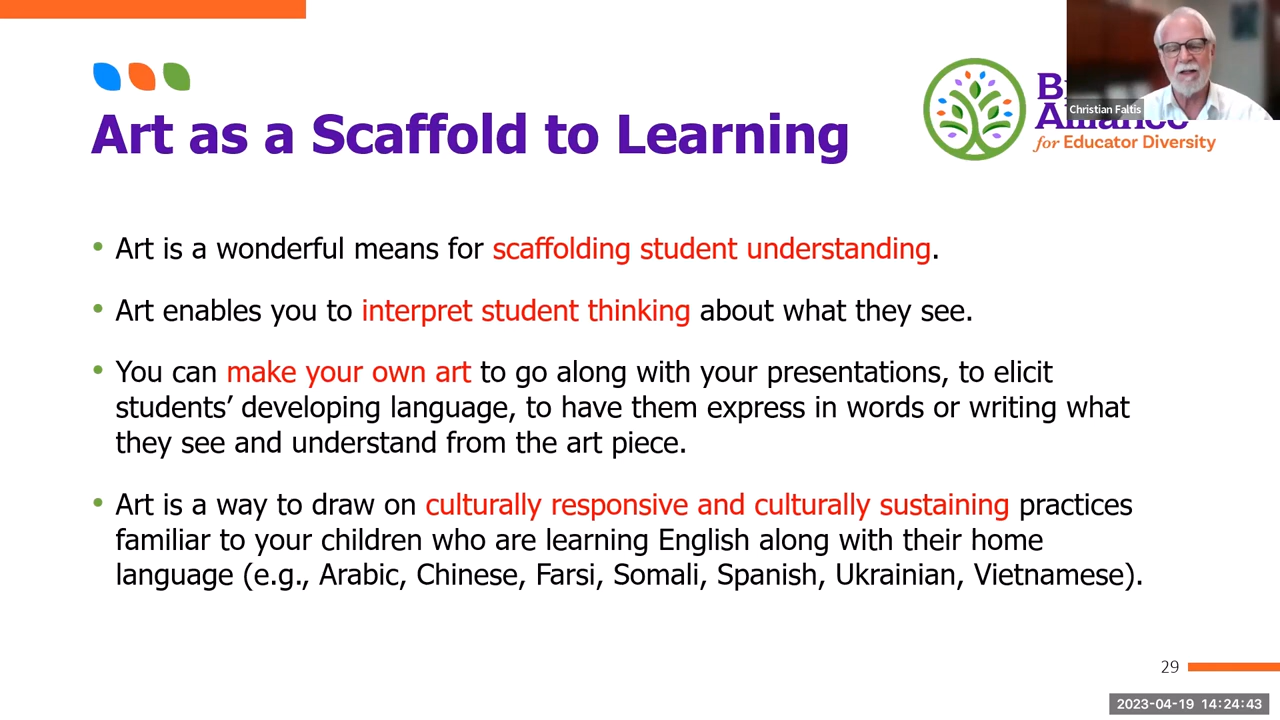 Christian Faltis
for Educator Diversity
Art as a Scaffold to Learning
• Art is a wonderful means for scaffolding student understanding.
• Art enables you to interpret student thinking about what they see.
• You can make your own art to go along with your presentations, to elicit
students’ developing language, to have them express in words or writing what
they see and understand from the art piece.
• Art is a way to draw on culturally responsive and culturally sustaining practices
familiar to your children who are learning English along with their home
language (e.g., Arabic, Chinese, Farsi, Somali, Spanish, Ukrainian, Vietnamese).
29
2023-04-19 14:24:43